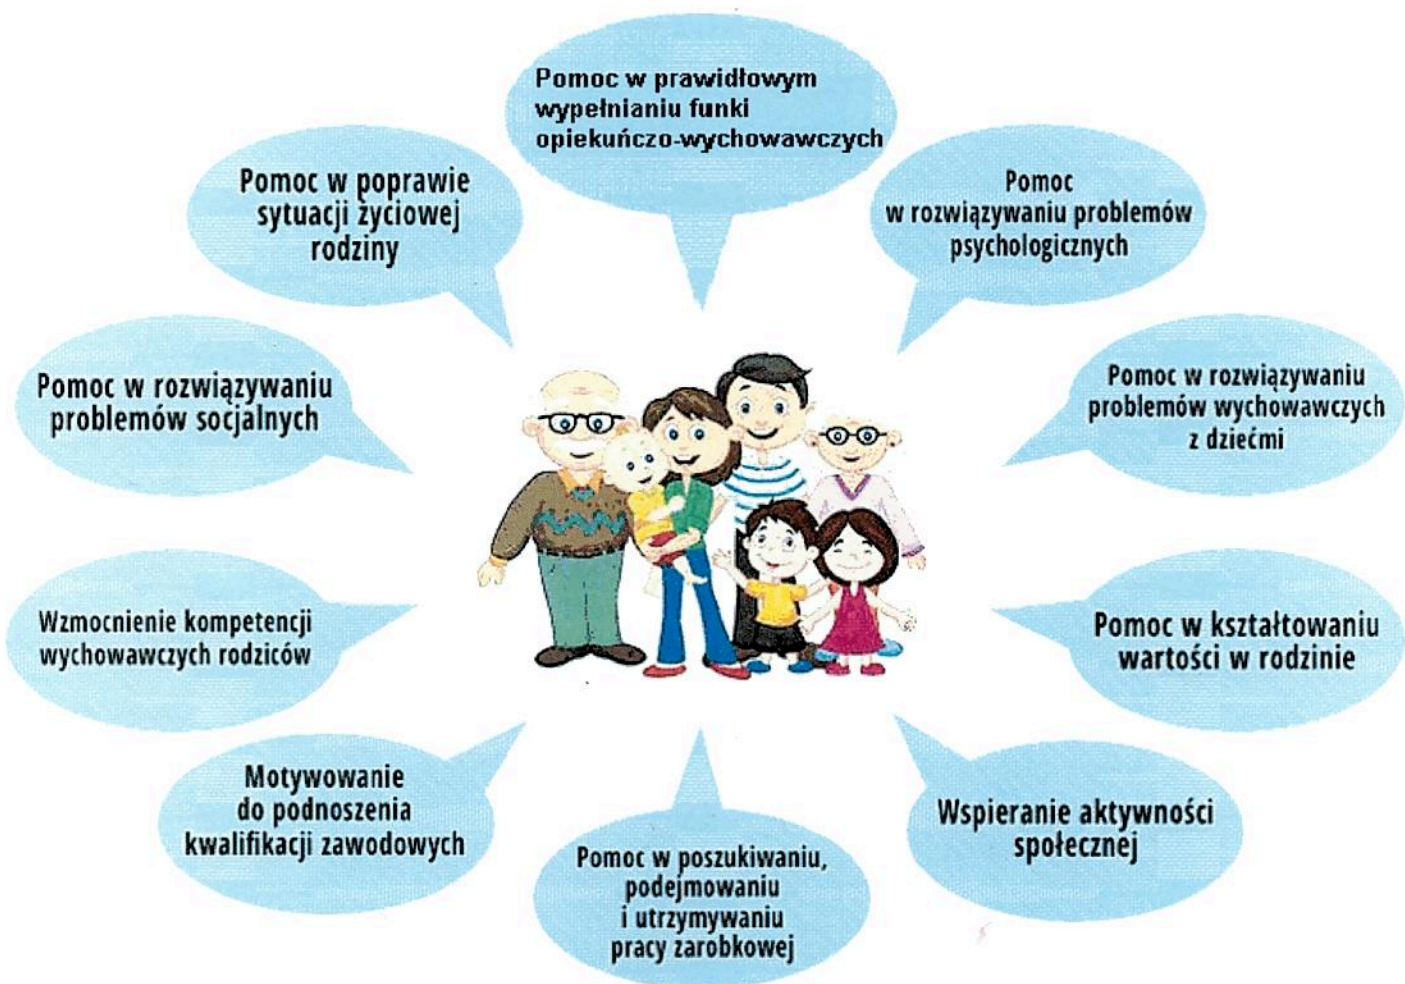 Pomoc w prawidłowym
wypełnianiu funki
opiekuńczo-wychowawczych
Pomoc w poprawie
sytuacji życiowej
rodziny
Pomoc
w rozwiązywaniu problemów
psychologicznych
Pomoc w rozwiązywaniu
problemów socjalnych
Pomoc w rozwiązywaniu
problemów wychowawczych
z dziećmi
Wzmocnienie kompetencji
wychowawczych rodziców
Pomoc w kształtowaniu
wartości w rodzinie
Motywowanie
do podnoszenia
kwalifikacji zawodowych
Wspieranie aktywności
społecznej
Pomoc w poszukiwaniu,
podejmowaniu
i utrzymywaniu
pracy zarobkowej